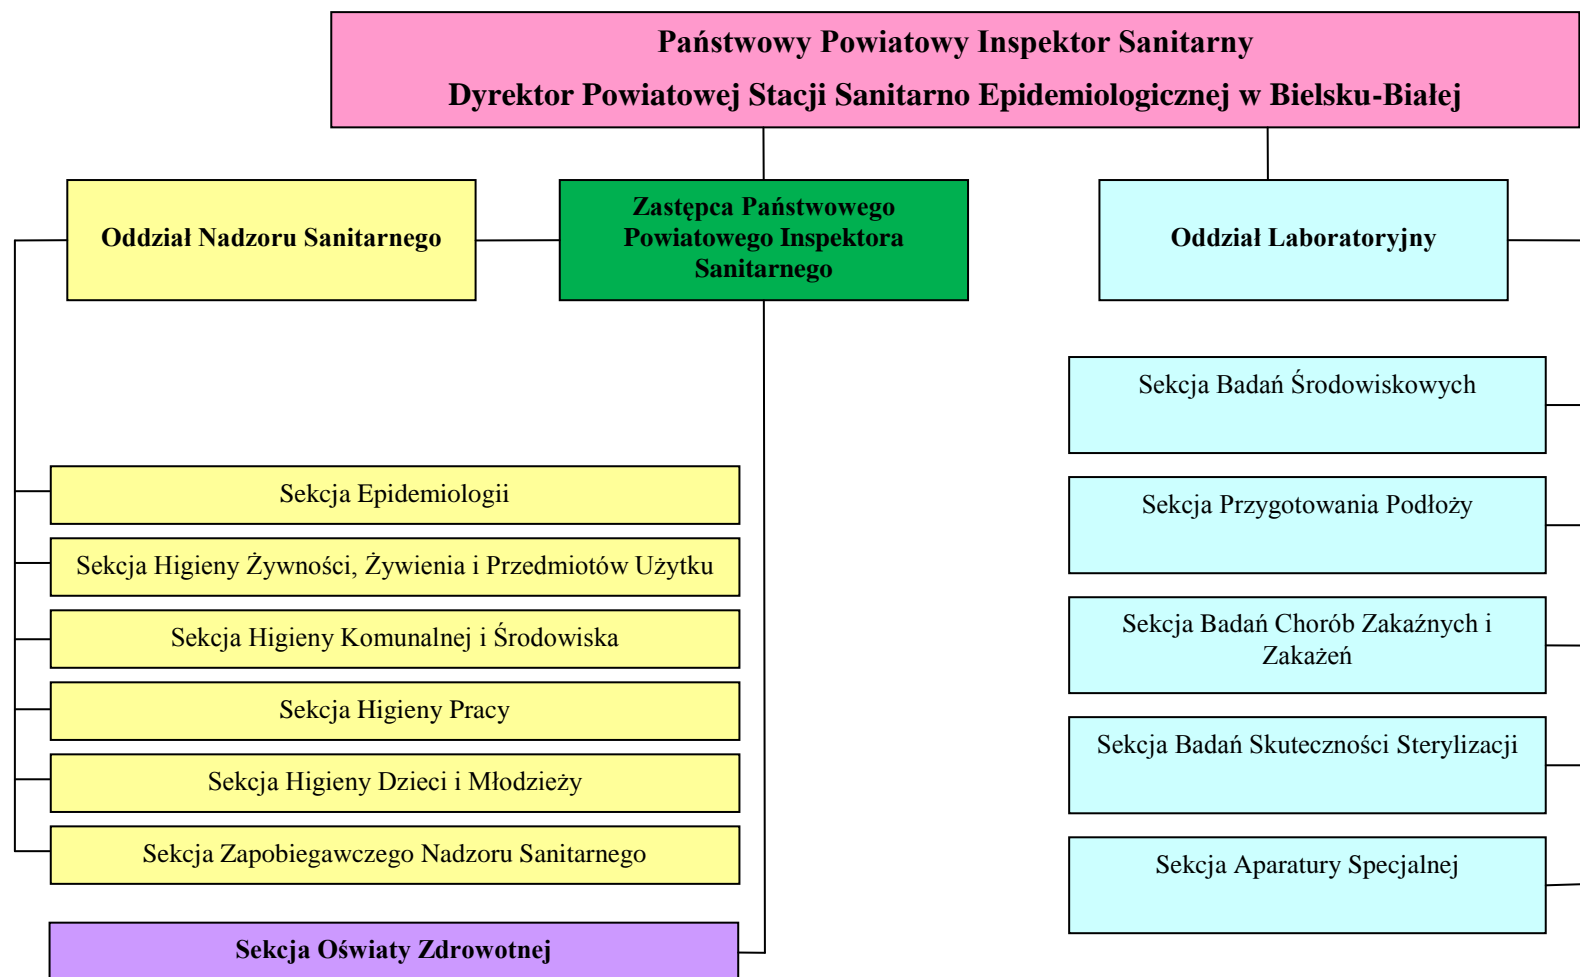 Państwowy Powiatowy Inspektor Sanitarny
Dyrektor Powiatowej Stacji Sanitarno Epidemiologicznej w Bielsku-Białej
Oddział Nadzoru Sanitarnego
Zastępca Państwowego
Powiatowego Inspektora
Sanitarnego
Oddział Laboratoryjny
Sekcja Epidemiologii
Sekcja Higieny Żywności, Żywienia i Przedmiotów Użytku
Sekcja Higieny Komunalnej i Środowiska
Sekcja Higieny Pracy
Sekcja Higieny Dzieci i Młodzieży
Sekcja Zapobiegawczego Nadzoru Sanitarnego
Sekcja Oświaty Zdrowotnej
Sekcja Badań Środowiskowych
Sekcja Przygotowania Podłoży
Sekcja Badań Chorób Zakaźnych i
Zakażeń
Sekcja Badań Skuteczności Sterylizacji
Sekcja Aparatury Specjalnej